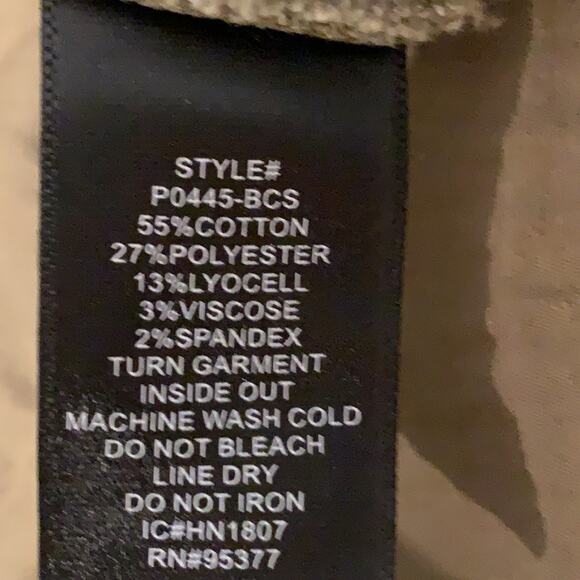 STYLE#
P0445-BCS
55%COTTON
27%POLYESTER
13%LYOCELL
3%VISCOSE
2%SPANDEX
TURN GARMENT
INSIDE OUT
MACHINE WASH COLD
DO NOT BLEACH
LINE DRY
DO NOT IRON
IC#HN1807
RN#95377